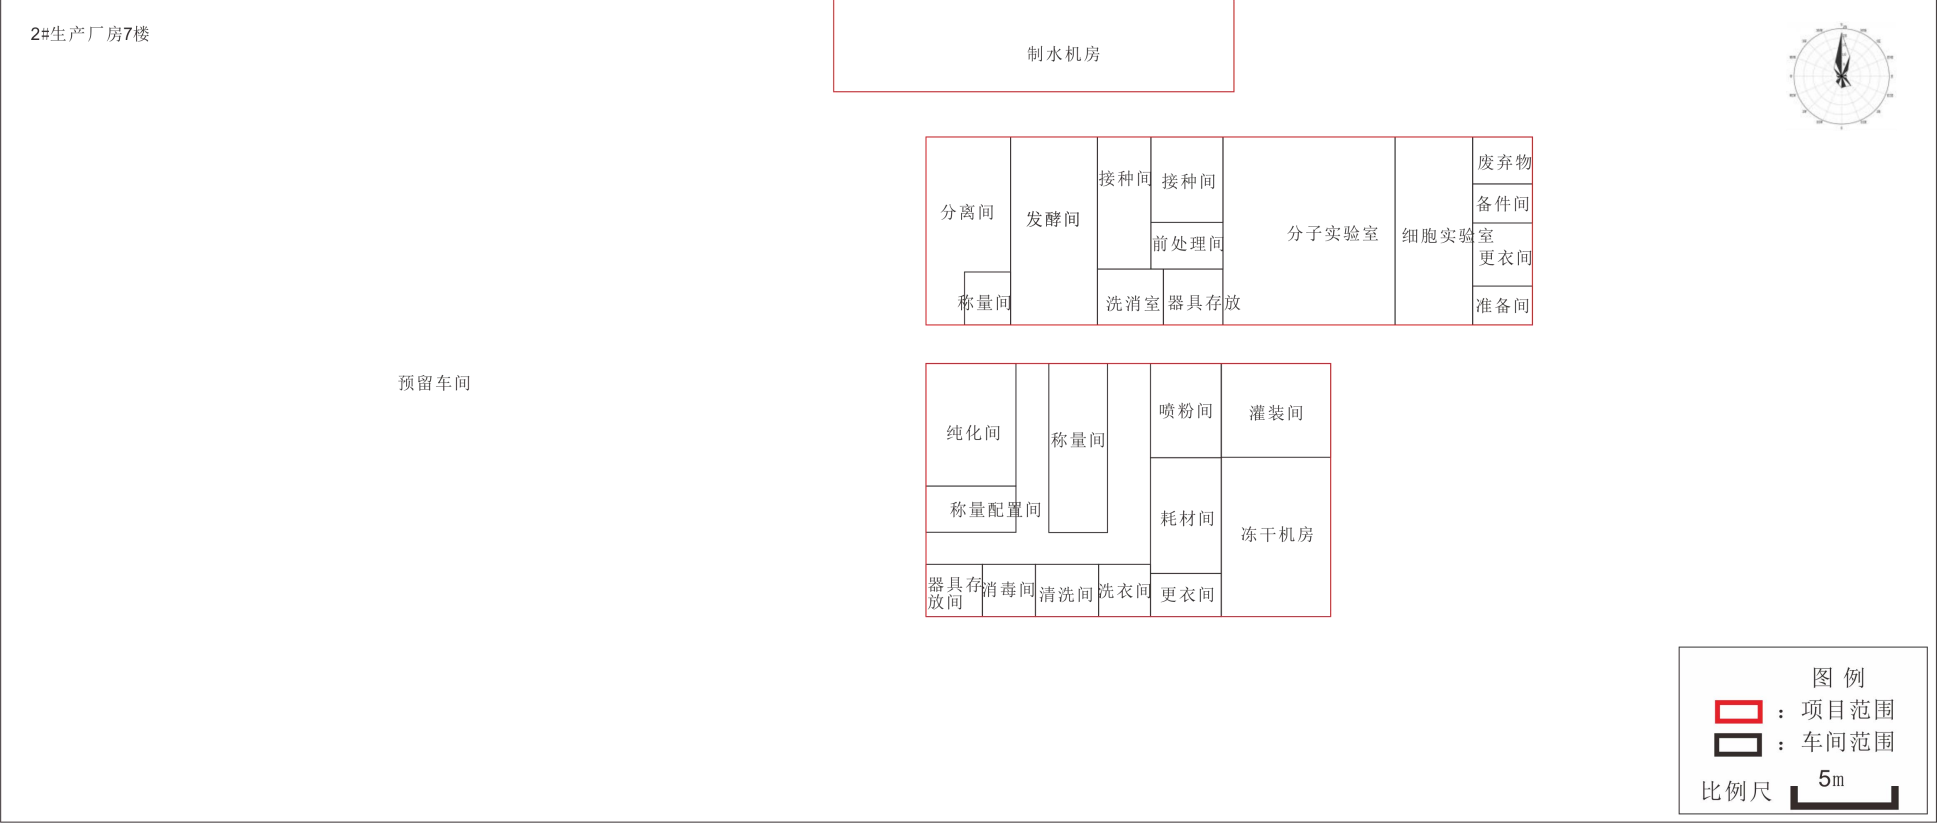 2#生产厂房7楼
制水机房
分离间
发酵间
接种间
接种间
前处理间
称量间
洗消室
器具存放
分子实验室
细胞实验室
废弃物
备件间
更衣间
准备间
预留车间
纯化间
称量间
喷粉间
灌装间
称量配置间
耗材间
冻干机房
器具存
放间
消毒间
清洗间
洗衣间
更衣间
图 例
：项目范围
：车间范围
比例尺 5m